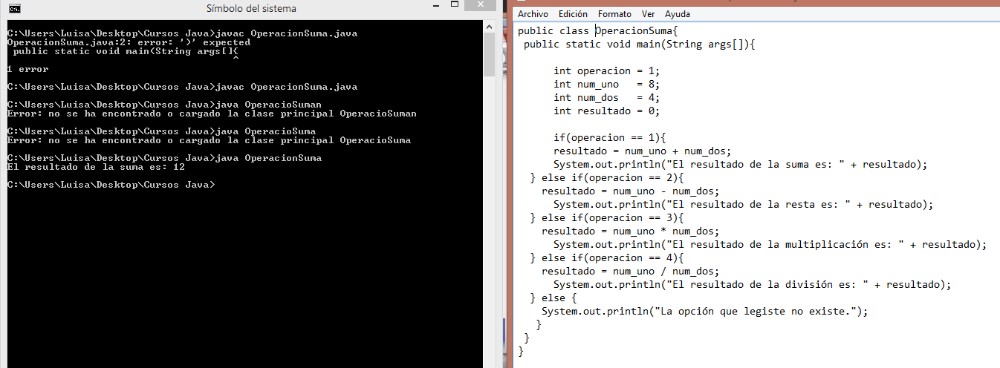 Símbolo del sistema
C:\Users\Luisa\Desktop\Cursos Java>javac OperacionSuma.java
OperacionSuma.java:2: error: ')' expected
public static void main(String args[]{
^
1 error
C:\Users\Luisa\Desktop\Cursos Java>javac OperacionSuma.java
C:\Users\Luisa\Desktop\Cursos Java>java OperacioSuman
Error: no se ha encontrado o cargado la clase principal OperacioSuman
C:\Users\Luisa\Desktop\Cursos Java>java OperacioSuma
Error: no se ha encontrado o cargado la clase principal OperacioSuma
C:\Users\Luisa\Desktop\Cursos Java>java OperacionSuma
El resultado de la suma es: 12
C:\Users\Luisa\Desktop\Cursos Java>
Archivo Edición Formato Ver Ayuda
public class OperacionSuma{
public static void main(String args[]){
int operacion = 1;
int num_uno = 8;
int num_dos = 4;
int resultado = 0;
if(operacion == 1){
resultado = num_uno + num_dos;
System.out.println("El resultado de la suma es: " + resultado);
} else if(operacion == 2){
resultado = num_uno - num_dos;
System.out.println("El resultado de la resta es: " + resultado);
} else if(operacion == 3){
resultado = num_uno * num_dos;
System.out.println("El resultado de la multiplicación es: " + resultado);
} else if(operacion == 4){
resultado = num_uno / num_dos;
System.out.println("El resultado de la división es: " + resultado);
} else {
System.out.println("La opción que legiste no existe.");
}
}
}